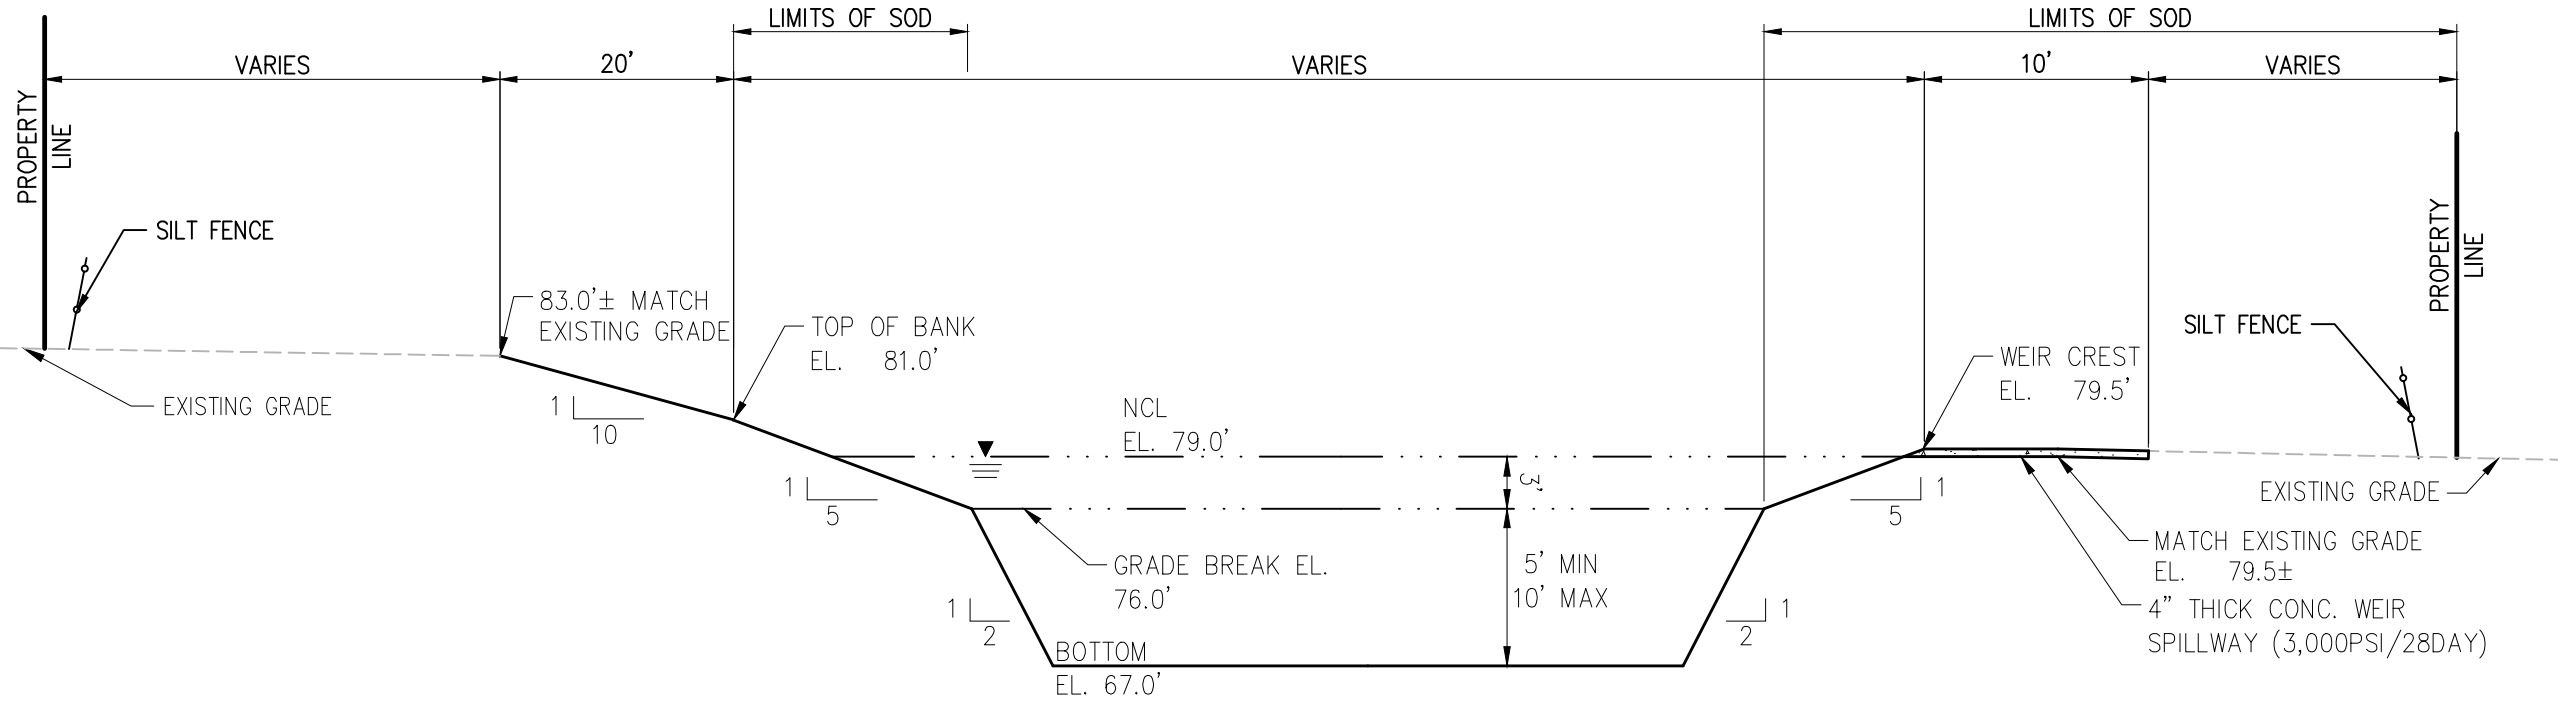 LIMITS OF SOD
LIMITS OF SOD
VARIES
20'
VARIES
10'
VARIES
PROPERTY
LINE
SILT FENCE
83.0'± MATCH
EXISTING GRADE
TOP OF BANK
EL. 81.0'
EXISTING GRADE
1
10
1
5
NCL
EL. 79.0'
3'
GRADE BREAK EL.
76.0'
5' MIN
10' MAX
1
2
BOTTOM
EL. 67.0'
1
2
1
5
WEIR CREST
EL. 79.5'
SILT FENCE
PROPERTY
LINE
EXISTING GRADE
MATCH EXISTING GRADE
EL. 79.5±
4" THICK CONC. WEIR
SPILLWAY (3,000PSI/28DAY)